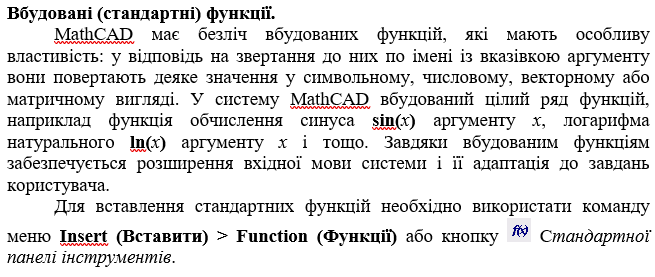 Вбудовані (стандартні) функції.
MathCAD має безліч вбудованих функцій, які мають особливу
властивість: у відповідь на звертання до них по імені із вказівкою аргументу
вони повертають деяке значення у символьному, числовому, векторному або
матричному вигляді. У систему MathCAD вбудований цілий ряд функцій,
наприклад функція обчислення синуса sin(x) аргументу x, логарифма
натурального ln(x) аргументу x і тощо. Завдяки вбудованим функціям
забезпечується розширення вхідної мови системи і її адаптація до завдань
користувача.
Для вставлення стандартних функцій необхідно використати команду
меню Insert (Вставити) > Function (Функції) або кнопку f(x) Стандартної
панелі інструментів.